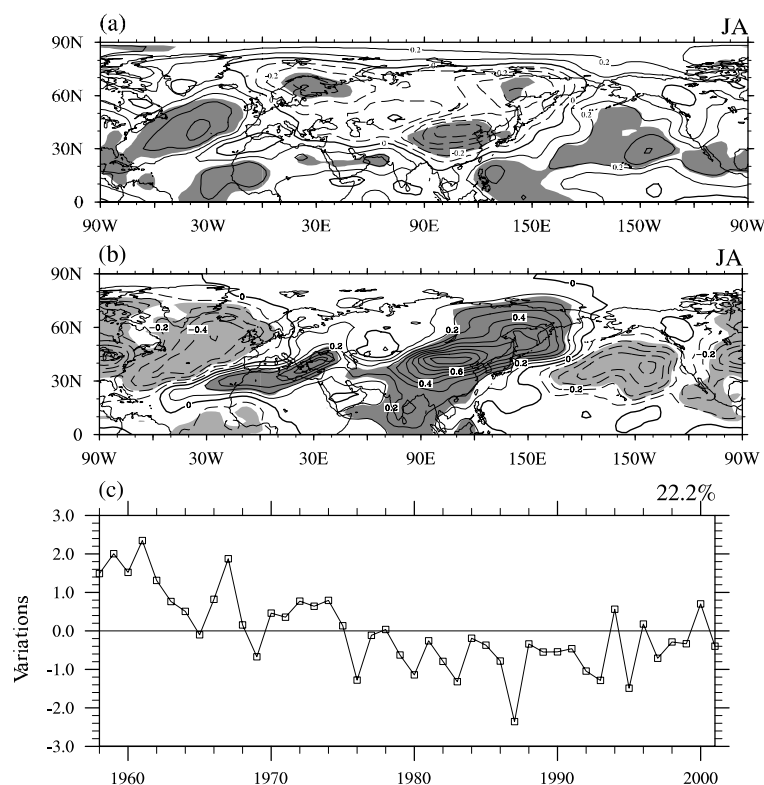 (a) JA
90N
60N
30N
0
90W 30W 30E 90E 150E 150W 90W
0.2 0.2 0.2 0.2 0.2 0 0 -0.2 -0.2
(b) JA
90N
60N
30N
0
90W 30W 30E 90E 150E 150W 90W
0 -0.2 -0.4 0 0.2 0.2 0.4 0.6 0.4 0.2 0.2 0 -0.2 -0.2 0
(c) 22.2%
3.0
2.0
1.0
0.0
-1.0
-2.0
-3.0
Variations
1960 1970 1980 1990 2000